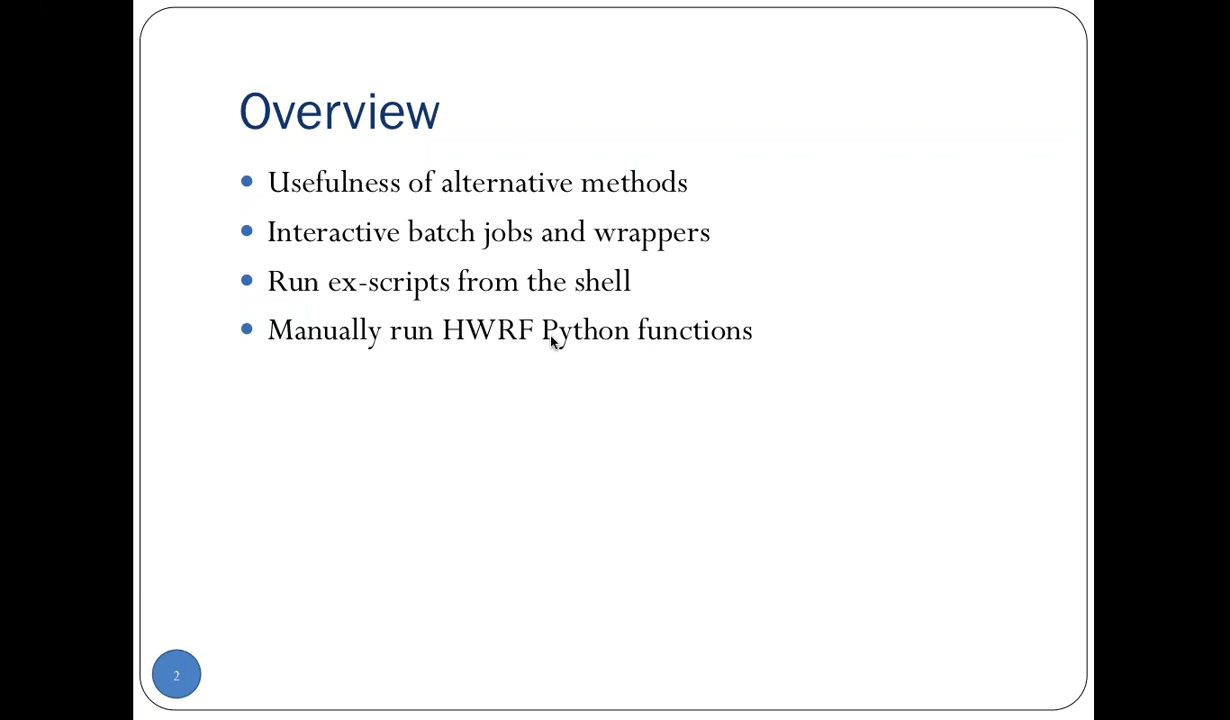 Overview
Usefulness of alternative methods
Interactive batch jobs and wrappers
Run ex-scripts from the shell
Manually run HWRF Python functions
2